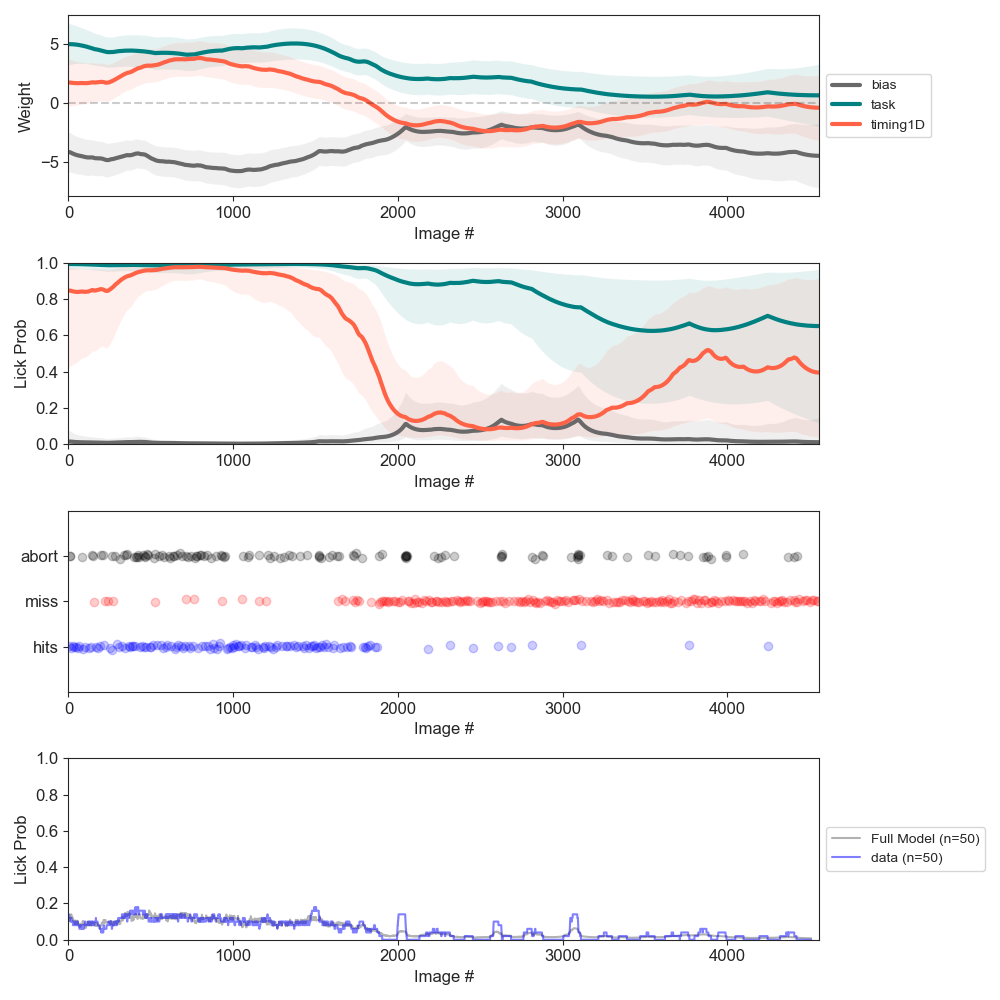 5
0
−5
Weight
0
1000
2000
3000
4000
Image #
bias
task
timing1D
1.0
0.8
0.6
0.4
0.2
0.0
Lick Prob
0
1000
2000
3000
4000
Image #
abort
miss
hits
0
1000
2000
3000
4000
Image #
1.0
0.8
0.6
0.4
0.2
0.0
Lick Prob
0
1000
2000
3000
4000
Image #
Full Model (n=50)
data (n=50)